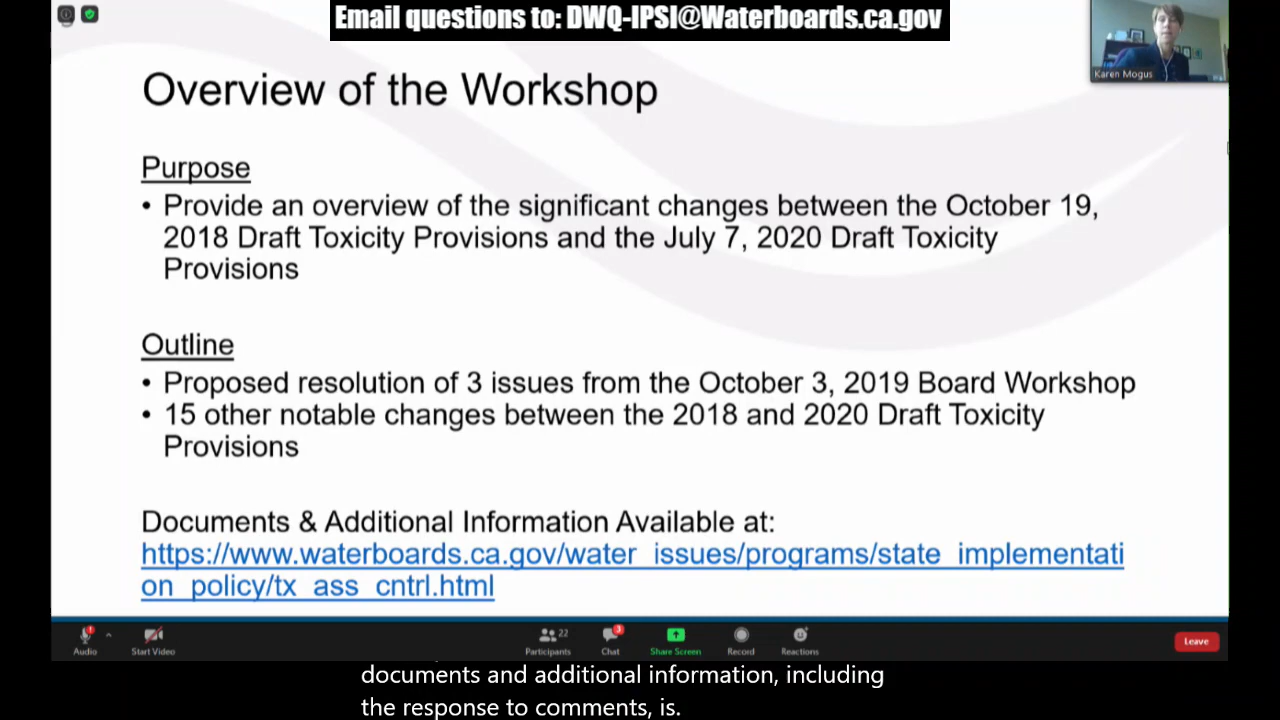 Email questions to: DWQ-IPSI@Waterboards.ca.gov
Karen Mogus
Overview of the Workshop
Purpose
• Provide an overview of the significant changes between the October 19,
2018 Draft Toxicity Provisions and the July 7, 2020 Draft Toxicity
Provisions
Outline
• Proposed resolution of 3 issues from the October 3, 2019 Board Workshop
• 15 other notable changes between the 2018 and 2020 Draft Toxicity
Provisions
Documents & Additional Information Available at:
https://www.waterboards.ca.gov/water_issues/programs/state_implementati
on_policy/tx_ass_cntrl.html
22
3
Audio
Start Video
Participants
Chat
Share Screen
Record
Reactions
Leave
documents and additional information, including
the response to comments, is.